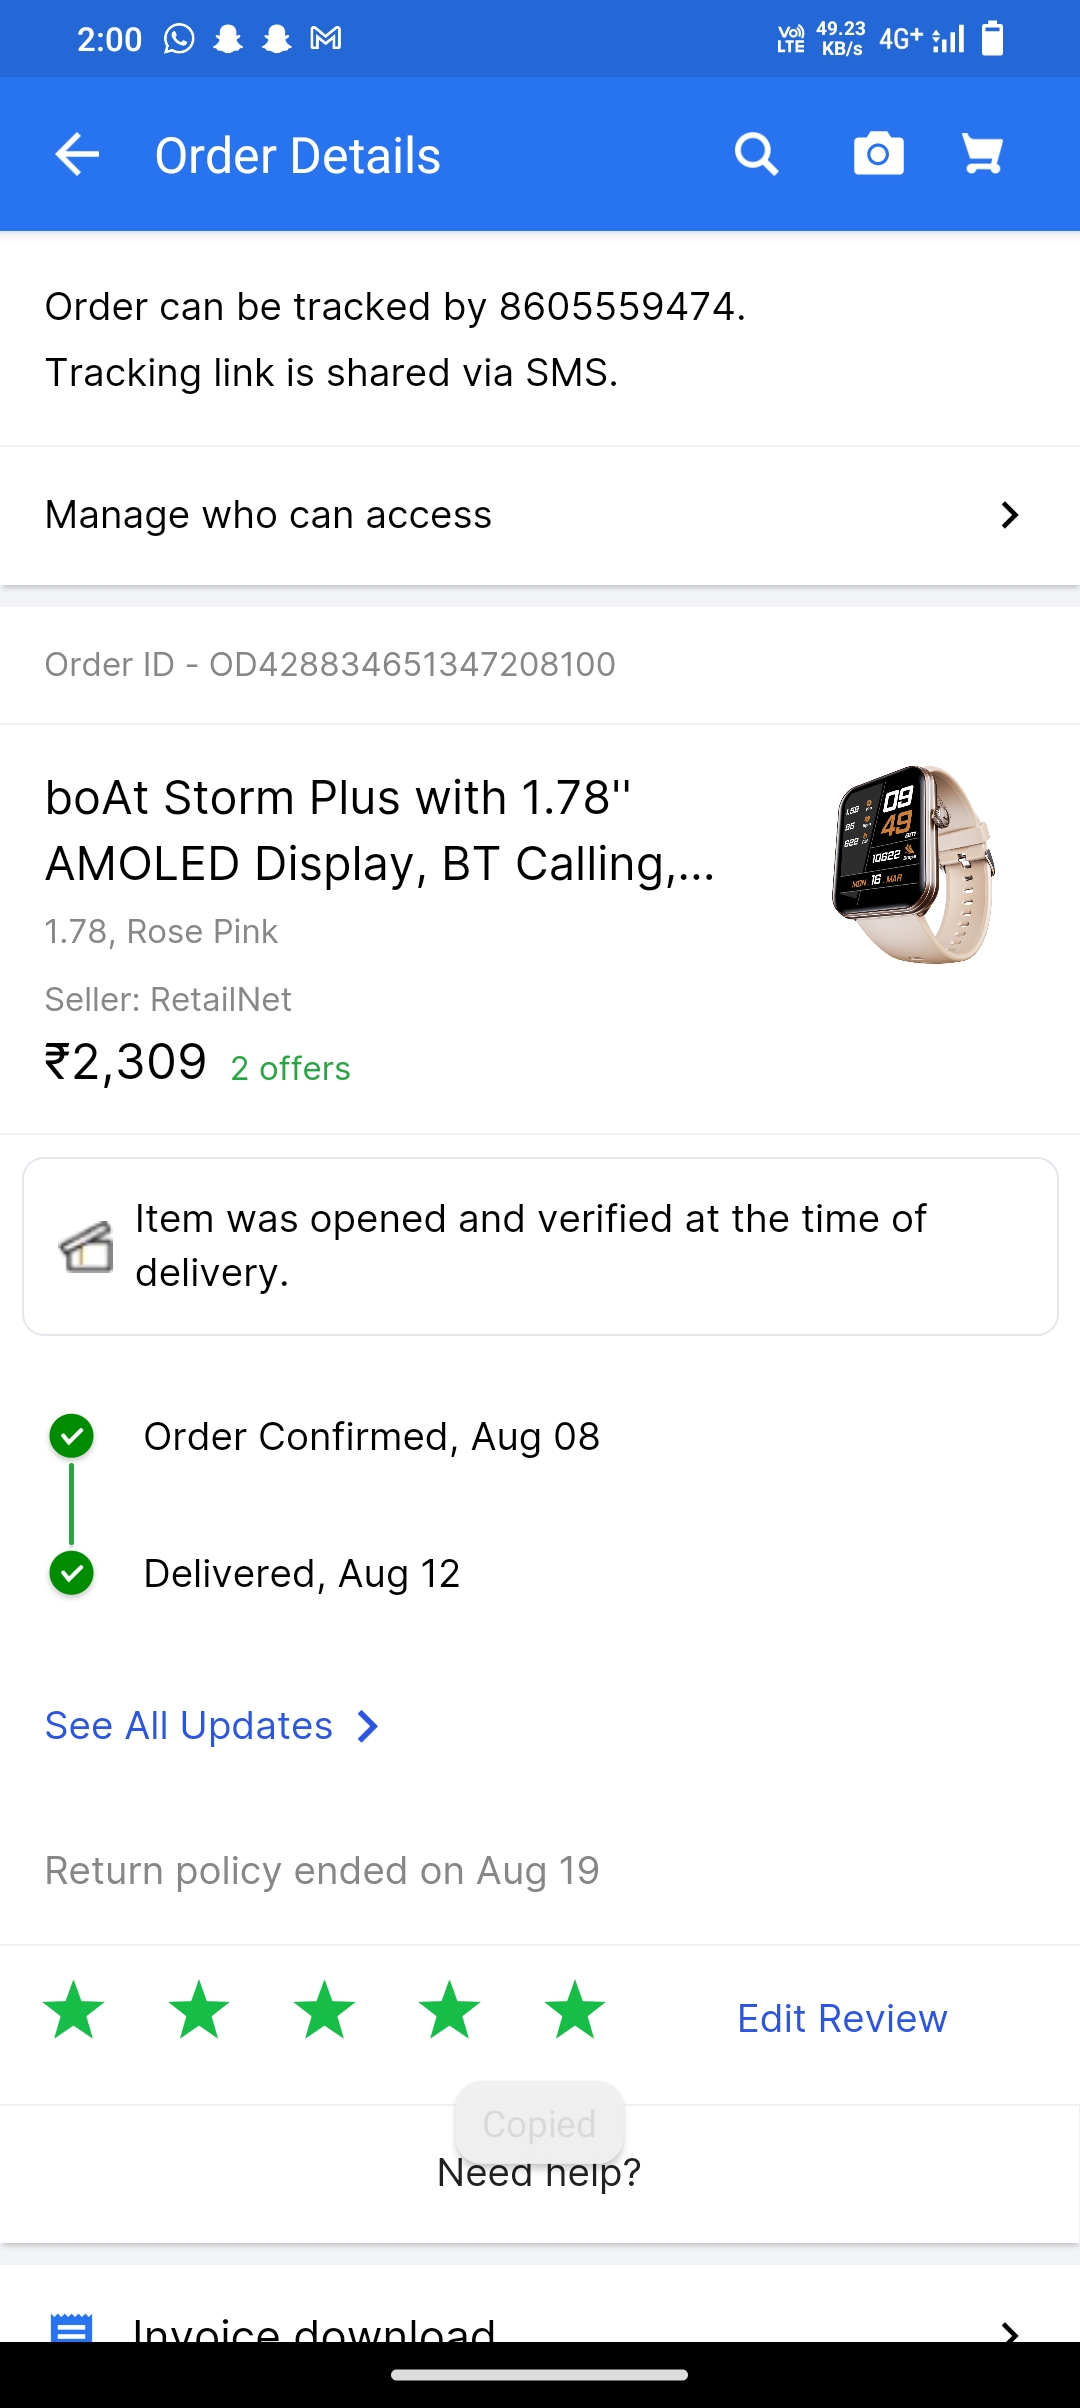 2:00
Vo) LTE 49.23 KB/s 4G+
Order Details
Order can be tracked by 8605559474.
Tracking link is shared via SMS.
Manage who can access
Order ID - OD428834651347208100
boAt Storm Plus with 1.78"
AMOLED Display, BT Calling,...
1.78, Rose Pink
Seller: RetailNet
₹2,309 2 offers
09
49
am
10822
MON 16 MAR
Item was opened and verified at the time of
delivery.
Order Confirmed, Aug 08
Delivered, Aug 12
See All Updates
Return policy ended on Aug 19
Edit Review
Copied
Need help?
Invoice download